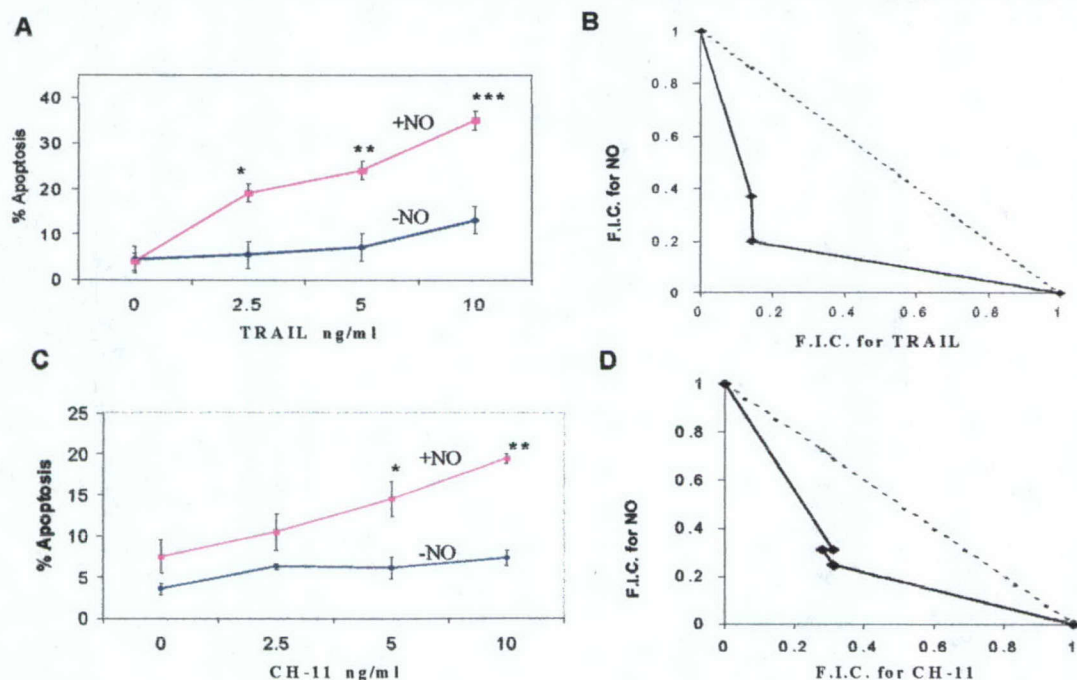 A
% Apoptosis
40
30
20
10
0
+NO
-NO
*
**
***
0 2.5 5 10
TRAIL ng/ml
B
F.I.C. for NO
1
0.8
0.6
0.4
0.2
0
0 0.2 0.4 0.6 0.8 1
F.I.C. for TRAIL
C
% Apoptosis
25
20
15
10
5
0
+NO
-NO
*
**
0 2.5 5 10
CH-11 ng/ml
D
F.I.C. for NO
1
0.8
0.6
0.4
0.2
0
0 0.2 0.4 0.6 0.8 1
F.I.C. for CH-11